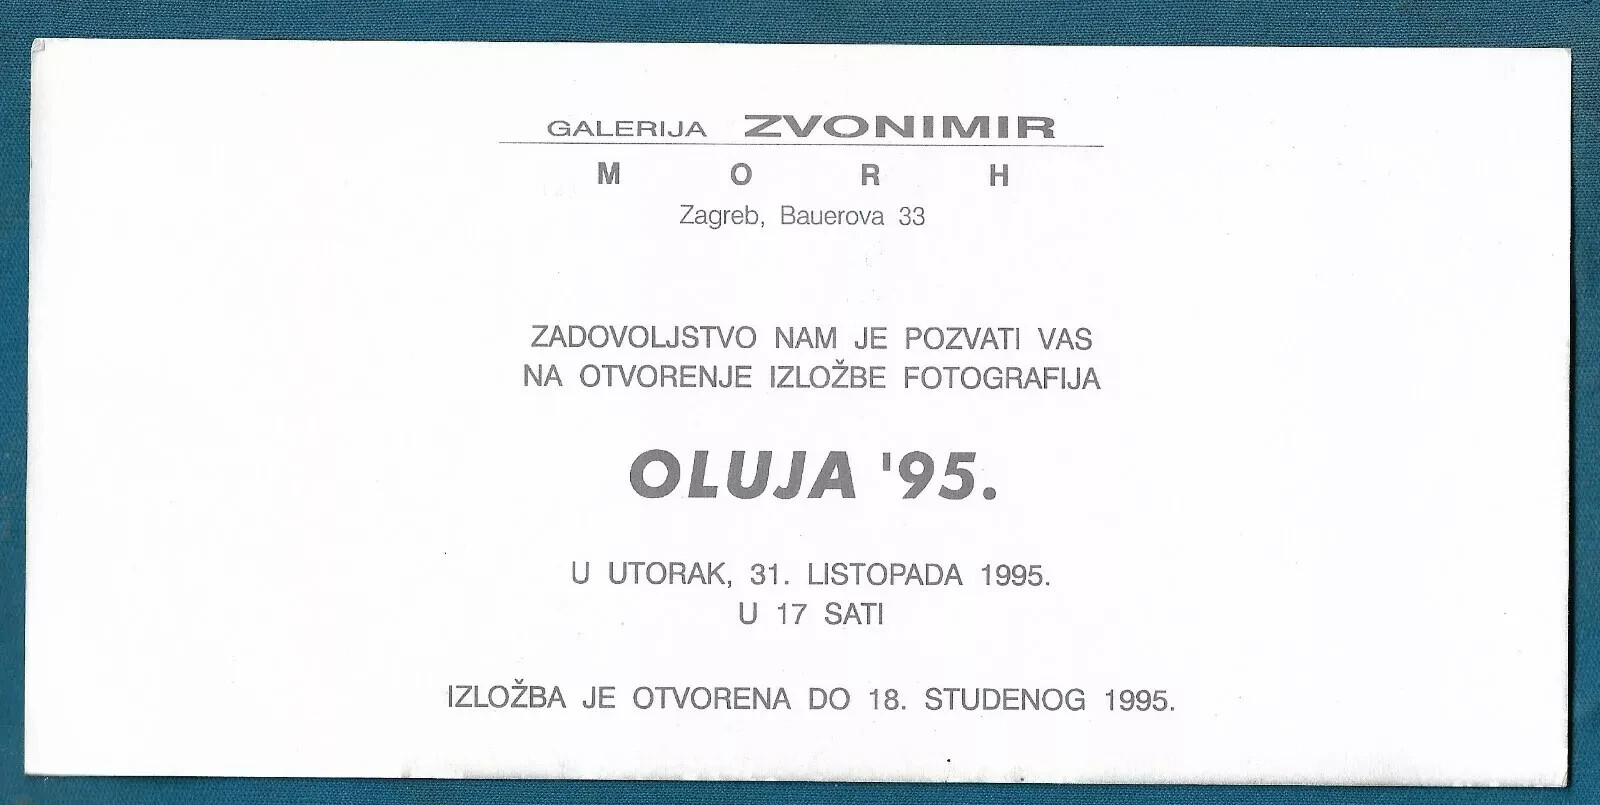 GALERIJA ZVONIMIR
M O R H
Zagreb, Bauerova 33
ZADOVOLJSTVO NAM JE POZVATI VAS
NA OTVORENJE IZLOŽBE FOTOGRAFIJA
OLUJA '95.
U UTORAK, 31. LISTOPADA 1995.
U 17 SATI
IZLOŽBA JE OTVORENA DO 18. STUDENOG 1995.